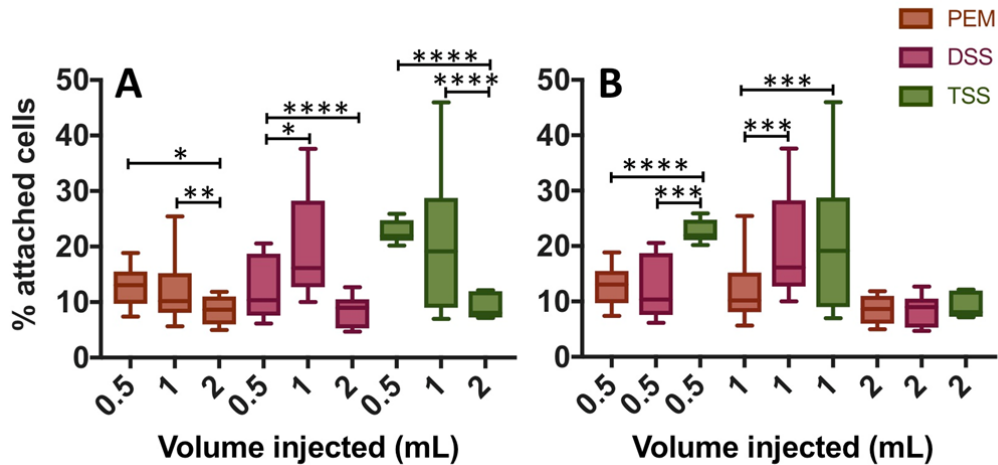 PEM
DSS
TSS
A
B
% attached cells
50
40
30
20
10
0
* ** * **** **** ****
0.5 1 2 0.5 1 2 0.5 1 2
Volume injected (mL)
50
40
30
20
10
0
**** *** *** ***
0.5 0.5 0.5 1 1 1 2 2 2
Volume injected (mL)